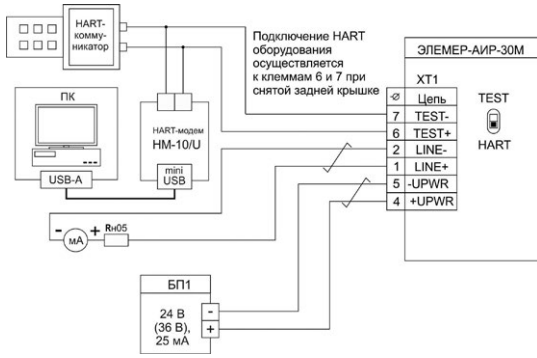 HART-
комму-
никатор
Подключение HART
оборудования
осуществляется
к клеммам 6 и 7 при
снятой задней крышке
ЭЛЕМЕР-АИР-30М
XT1
Ø Цепь
7 TEST-
6 TEST+
2 LINE-
1 LINE+
5 -UPWR
4 +UPWR
TEST
HART
ПК
USB-A
HART-модем
HM-10/U
mini
USB
- мА + Rн05
БП1
24 В
(36 В),
25 мА
-
+